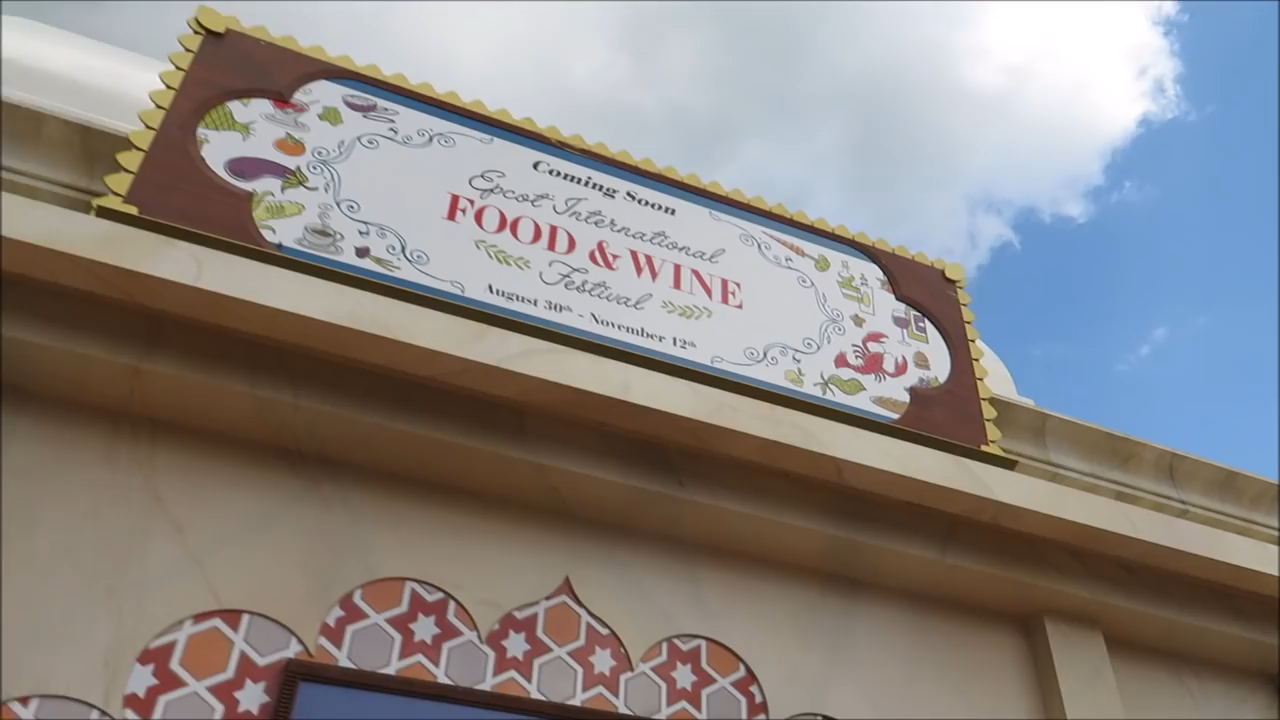 Coming Soon
Epcot International
FOOD & WINE
Festival
August 30th - November 12th